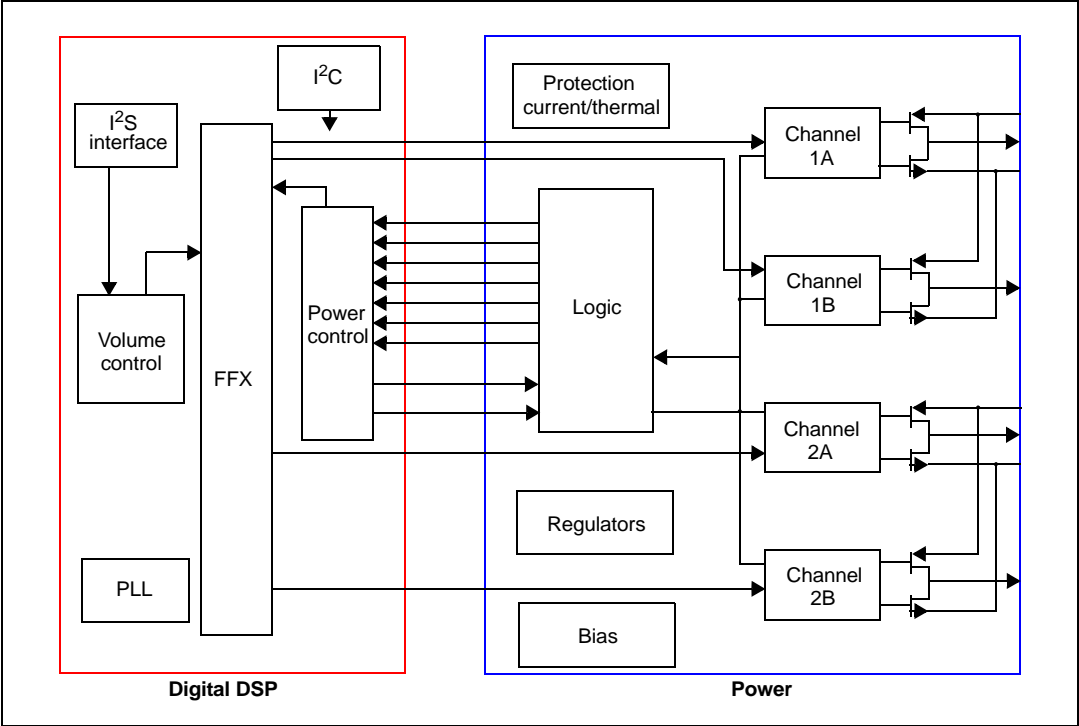 I²C
I²S
interface
Volume
control
FFX
Power
control
PLL
Digital DSP
Protection
current/thermal
Logic
Regulators
Bias
Channel
1A
Channel
1B
Channel
2A
Channel
2B
Power